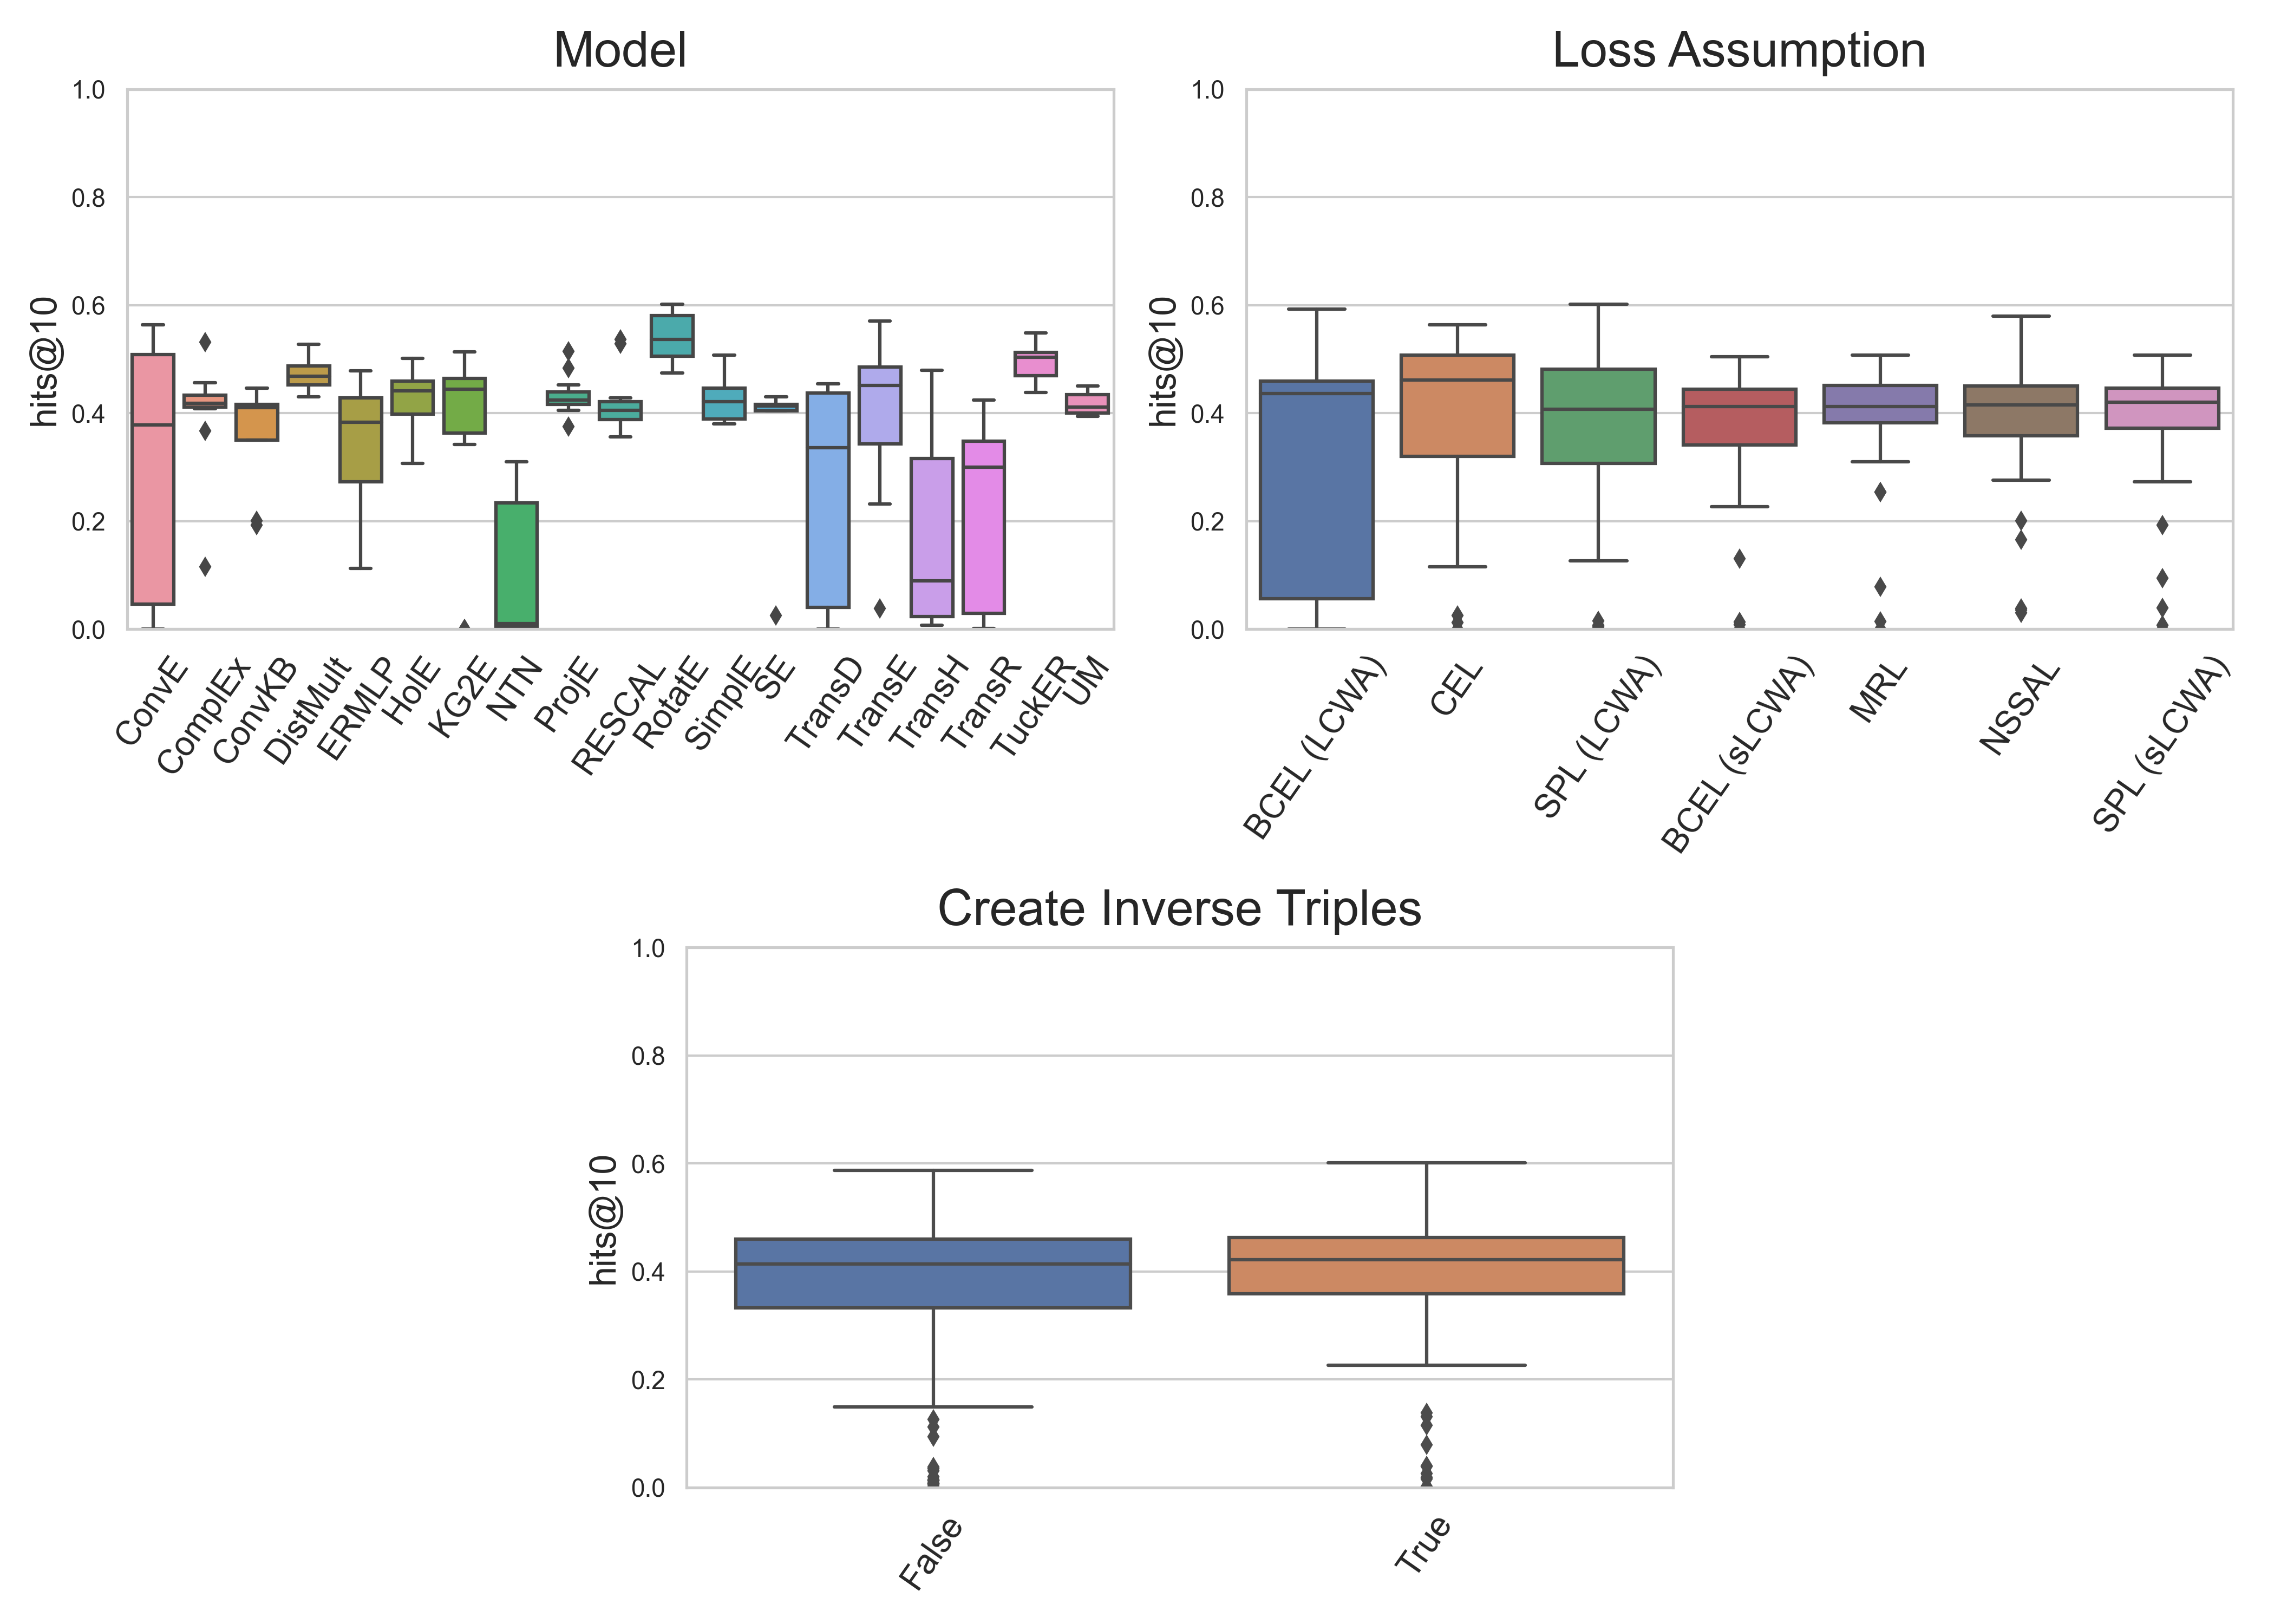 Model
1.0
0.8
0.6
0.4
0.2
0.0
hits@10
ConvE
ComplEx
ConvKB
DistMult
ERMLP
HolE
KG2E
NTN
ProjE
RESCAL
RotatE
SimplE
SE
TransD
TransE
TransH
TransR
TuckER
UM
Loss Assumption
1.0
0.8
0.6
0.4
0.2
0.0
hits@10
BCEL (LCWA)
CEL
SPL (LCWA)
BCEL (sLCWA)
MRL
NSSAL
SPL (sLCWA)
Create Inverse Triples
1.0
0.8
0.6
0.4
0.2
0.0
hits@10
False
True